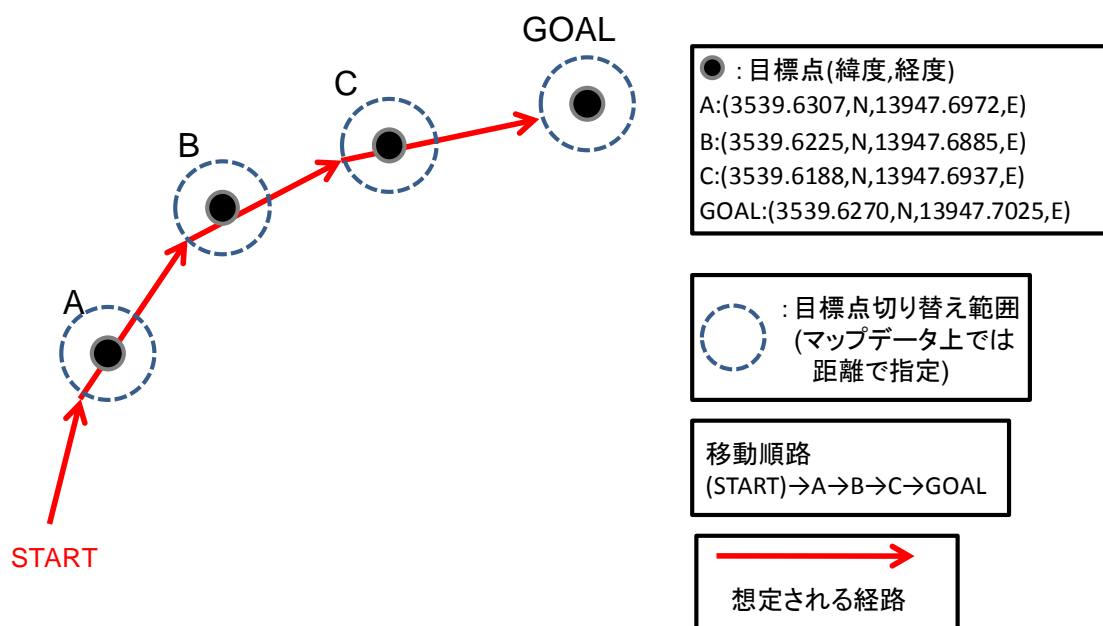 GOAL
C
B
A
START
：目標点(緯度,経度)
A:(3539.6307,N,13947.6972,E)
B:(3539.6225,N,13947.6885,E)
C:(3539.6188,N,13947.6937,E)
GOAL:(3539.6270,N,13947.7025,E)
：目標点切り替え範囲
(マップデータ上では
距離で指定)
移動順路
(START)→A→B→C→GOAL
想定される経路